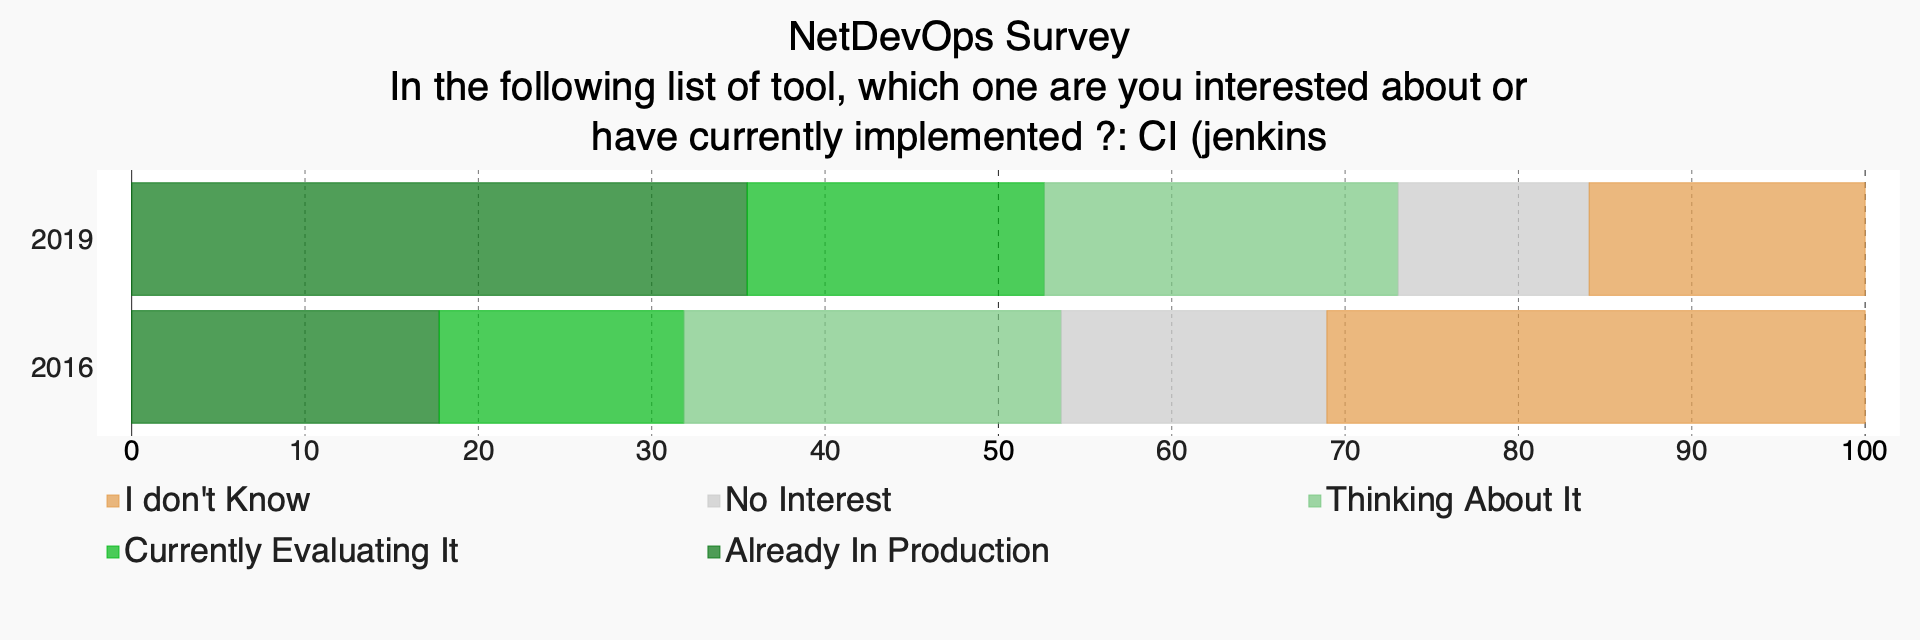 NetDevOps Survey
In the following list of tool, which one are you interested about or
have currently implemented ?: CI (jenkins
2019
2016
0 10 20 30 40 50 60 70 80 90 100
I don't Know No Interest Thinking About It
Currently Evaluating It Already In Production